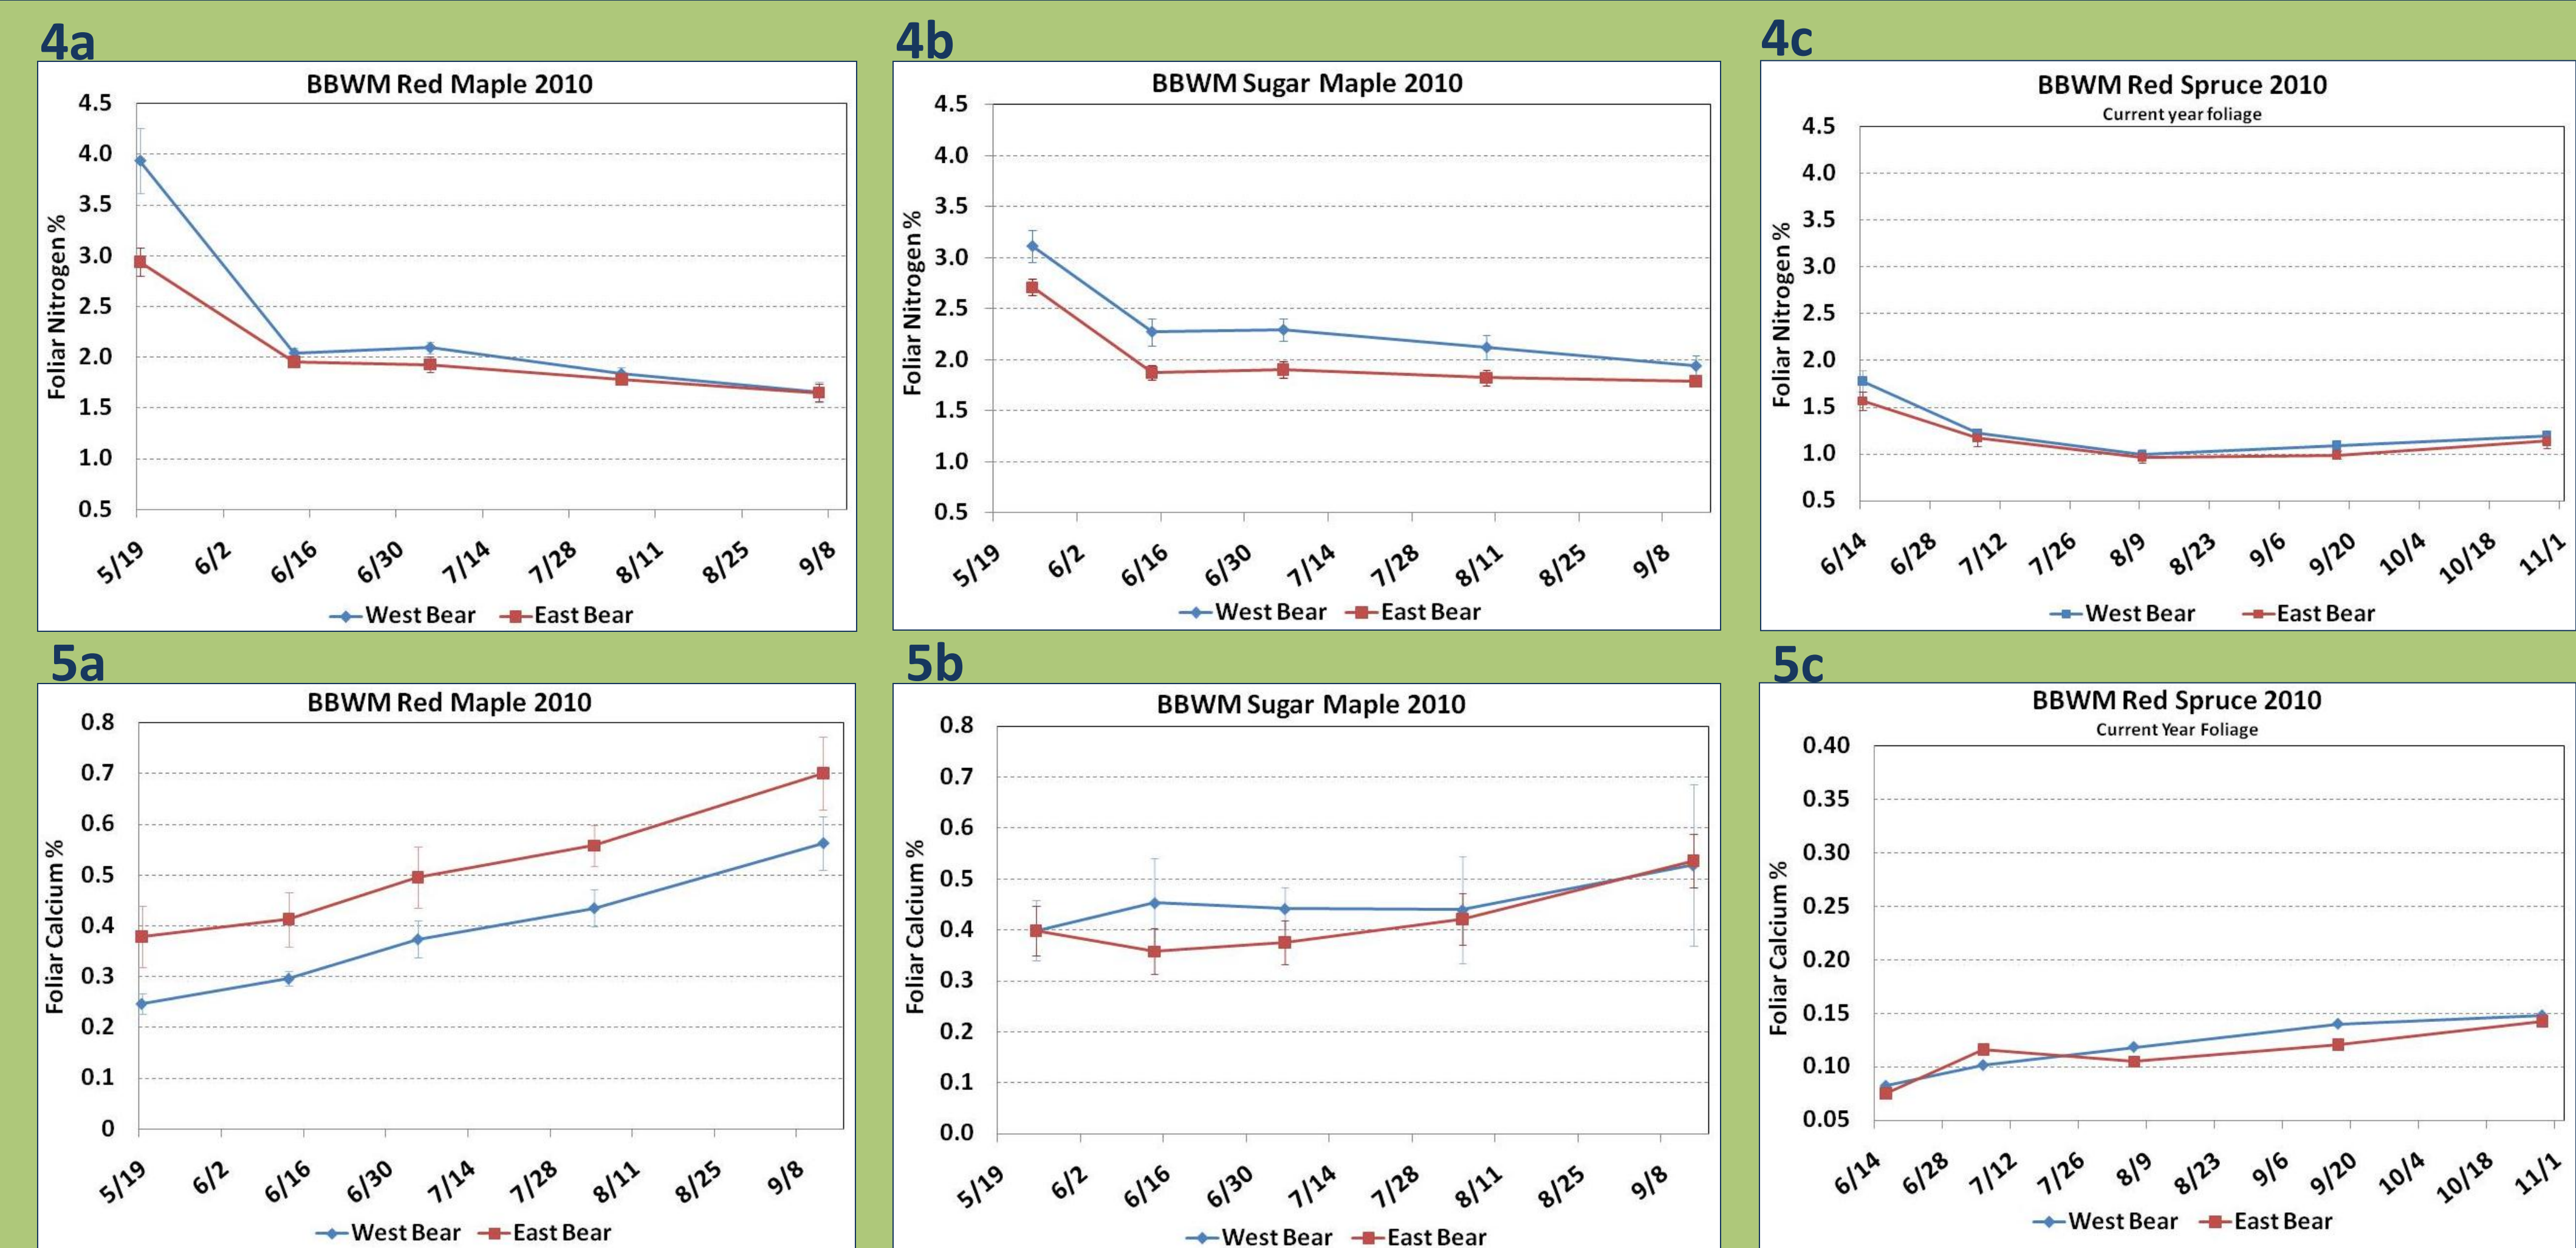 4a
BBWM Red Maple 2010
Foliar Nitrogen %
4.5
4.0
3.5
3.0
2.5
2.0
1.5
1.0
0.5
5/19 6/2 6/16 6/30 7/14 7/28 8/11 8/25 9/8
West Bear East Bear
4b
BBWM Sugar Maple 2010
Foliar Nitrogen %
4.5
4.0
3.5
3.0
2.5
2.0
1.5
1.0
0.5
5/19 6/2 6/16 6/30 7/14 7/28 8/11 8/25 9/8
West Bear East Bear
4c
BBWM Red Spruce 2010
Current year foliage
Foliar Nitrogen %
4.5
4.0
3.5
3.0
2.5
2.0
1.5
1.0
0.5
6/14 6/28 7/12 7/26 8/9 8/23 9/6 9/20 10/4 10/18 11/1
West Bear East Bear
5a
BBWM Red Maple 2010
Foliar Calcium %
0.8
0.7
0.6
0.5
0.4
0.3
0.2
0.1
0
5/19 6/2 6/16 6/30 7/14 7/28 8/11 8/25 9/8
West Bear East Bear
5b
BBWM Sugar Maple 2010
Foliar Calcium %
0.8
0.7
0.6
0.5
0.4
0.3
0.2
0.1
0.0
5/19 6/2 6/16 6/30 7/14 7/28 8/11 8/25 9/8
West Bear East Bear
5c
BBWM Red Spruce 2010
Current Year Foliage
Foliar Calcium %
0.40
0.35
0.30
0.25
0.20
0.15
0.10
0.05
6/14 6/28 7/12 7/26 8/9 8/23 9/6 9/20 10/4 10/18 11/1
West Bear East Bear